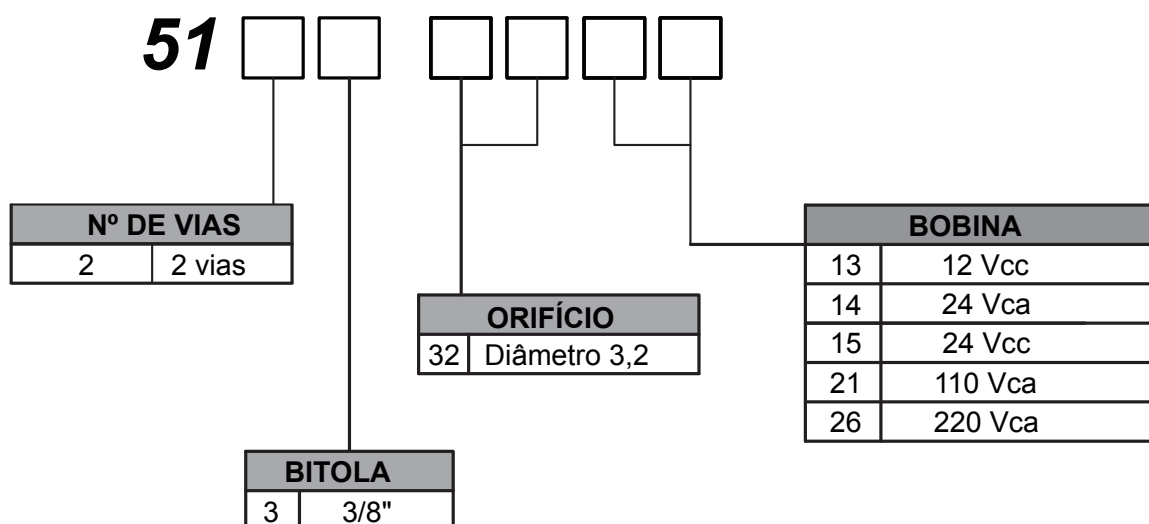 51
Nº DE VIAS
2 2 vias
ORIFÍCIO
32 Diâmetro 3,2
BOBINA
13 12 Vcc
14 24 Vca
15 24 Vcc
21 110 Vca
26 220 Vca
BITOLA
3 3/8"